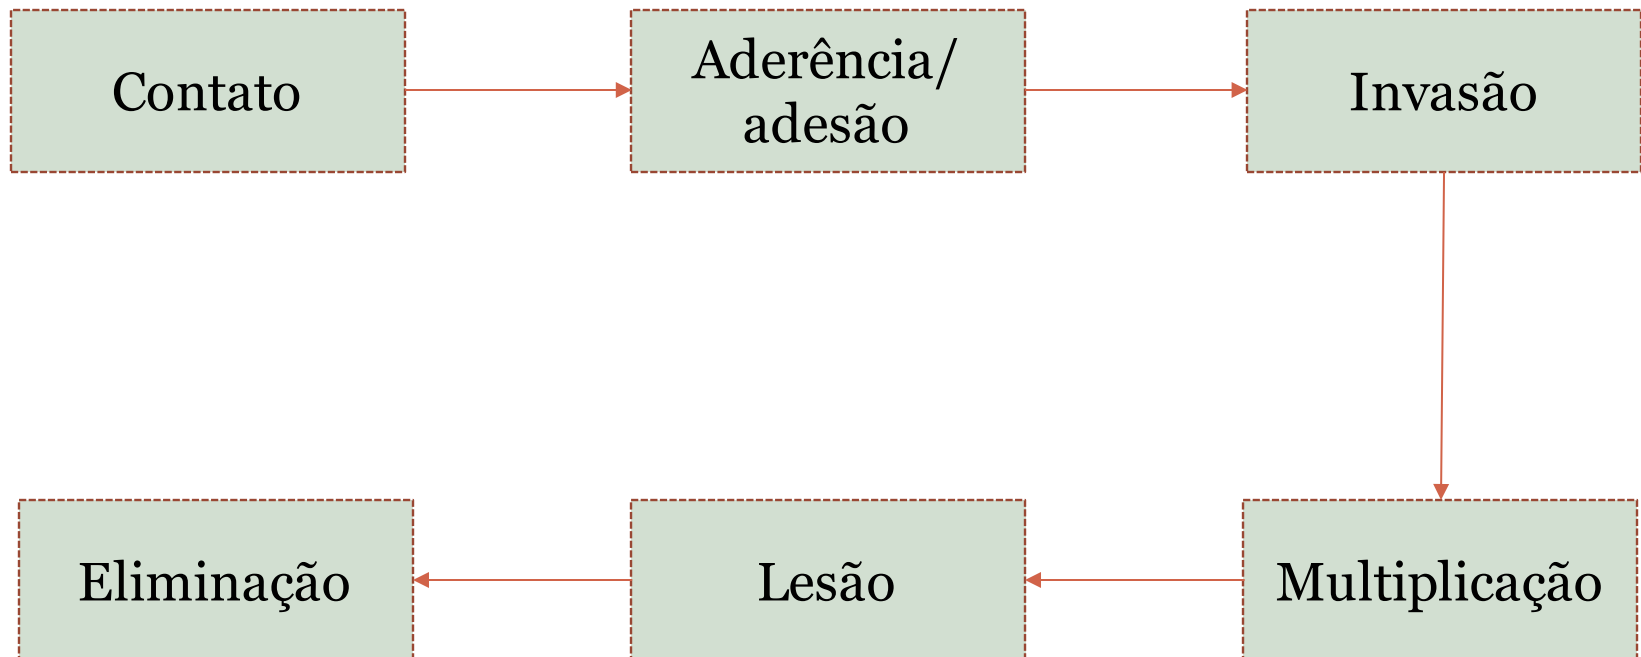 Contato
Aderência/
adesão
Invasão
Eliminação
Lesão
Multiplicação